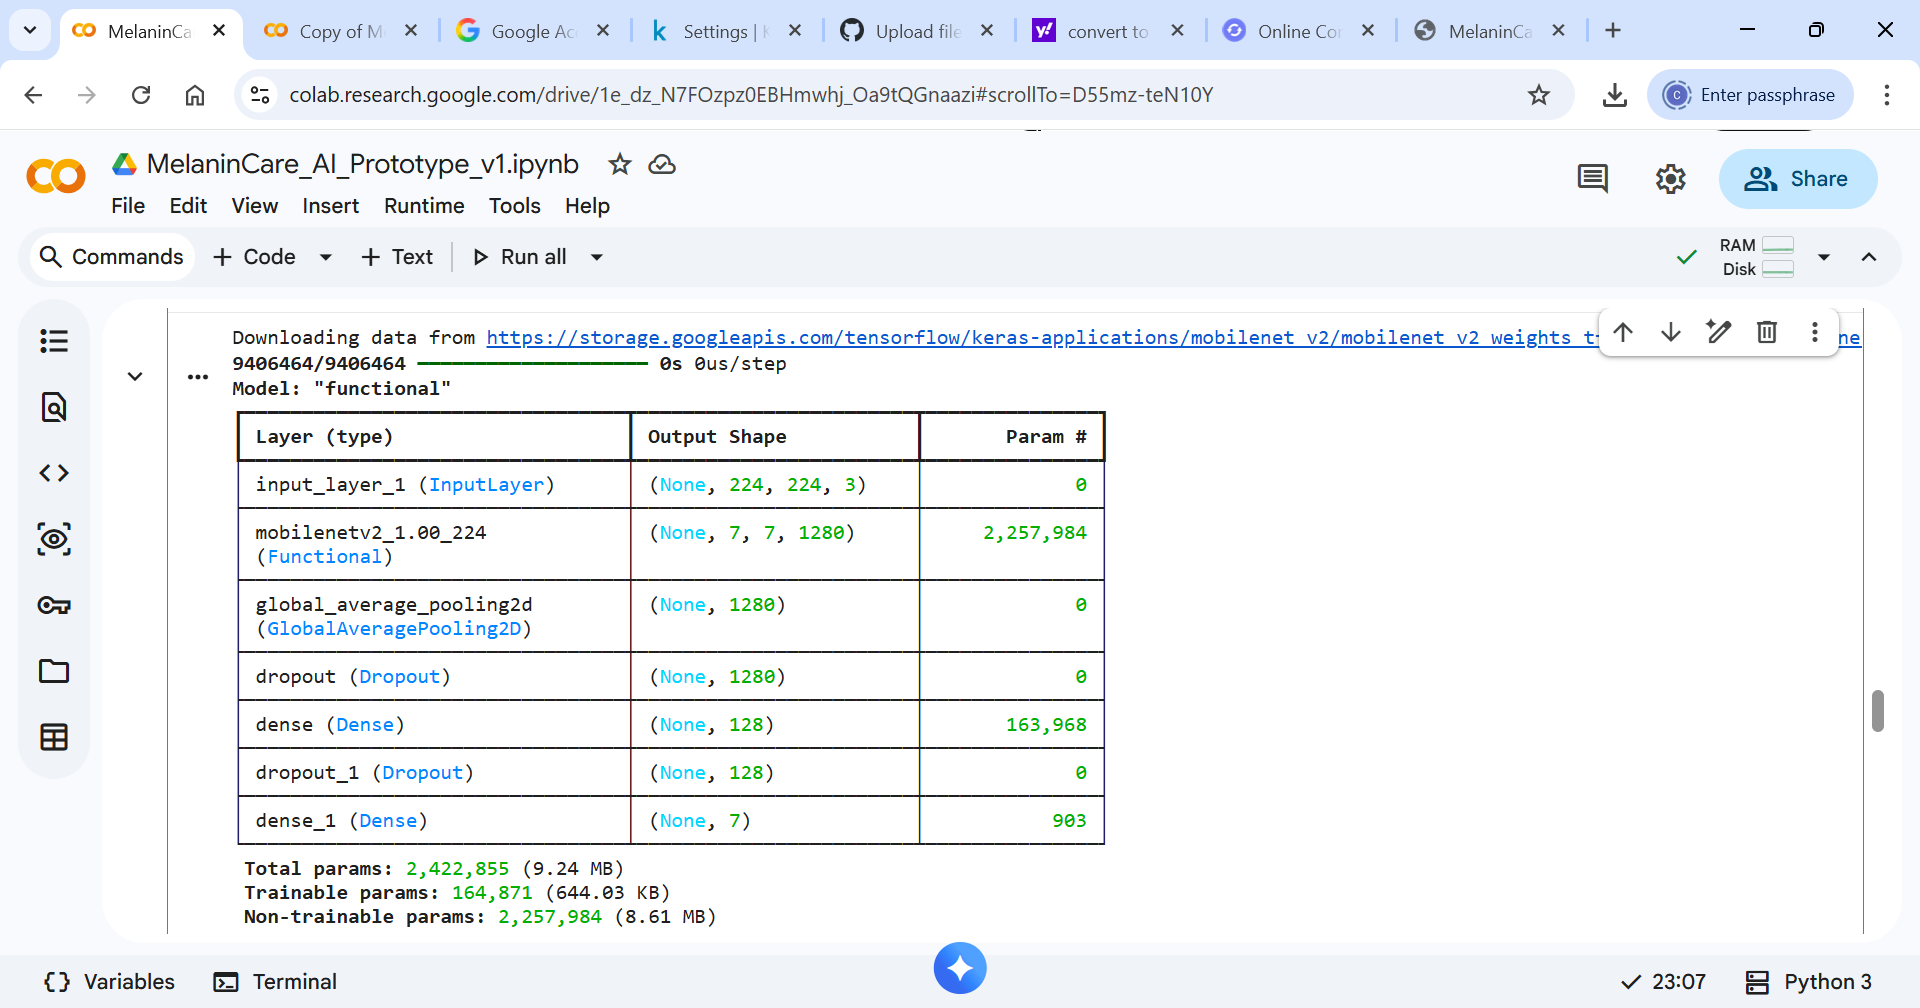 MelaninCa
Copy of M
Google Acc
Settings | K
Upload file
convert to
Online Co
MelaninCa
colab.research.google.com/drive/1e_dz_N7FOzpz0EBHmwhj_Oa9tQGnaazi#scrollTo=D55mz-teN10Y
Enter passphrase
MelaninCare_AI_Prototype_v1.ipynb
Share
File Edit View Insert Runtime Tools Help
Commands + Code + Text Run all
RAM
Disk
Downloading data from https://storage.googleapis.com/tensorflow/keras-applications/mobilenet_v2/mobilenet_v2_weights_t
9406464/9406464 0s 0us/step
Model: "functional"
Layer (type) Output Shape Param #
input_layer_1 (InputLayer) (None, 224, 224, 3) 0
mobilenetv2_1.00_224 (None, 7, 7, 1280) 2,257,984
(Functional)
global_average_pooling2d (None, 1280) 0
(GlobalAveragePooling2D)
dropout (Dropout) (None, 1280) 0
dense (Dense) (None, 128) 163,968
dropout_1 (Dropout) (None, 128) 0
dense_1 (Dense) (None, 7) 903
Total params: 2,422,855 (9.24 MB)
Trainable params: 164,871 (644.03 KB)
Non-trainable params: 2,257,984 (8.61 MB)
Variables Terminal
23:07 Python 3